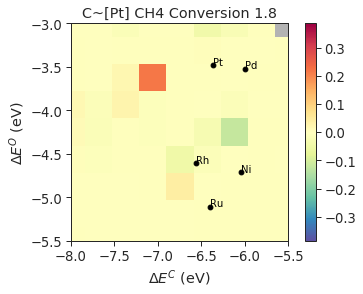 C~[Pt] CH4 Conversion 1.8
−3.0
−3.5
−4.0
−4.5
−5.0
−5.5
ΔE^O (eV)
Pt
Pd
Rh
Ni
Ru
−8.0 −7.5 −7.0 −6.5 −6.0 −5.5
ΔE^C (eV)
0.3
0.2
0.1
0.0
−0.1
−0.2
−0.3